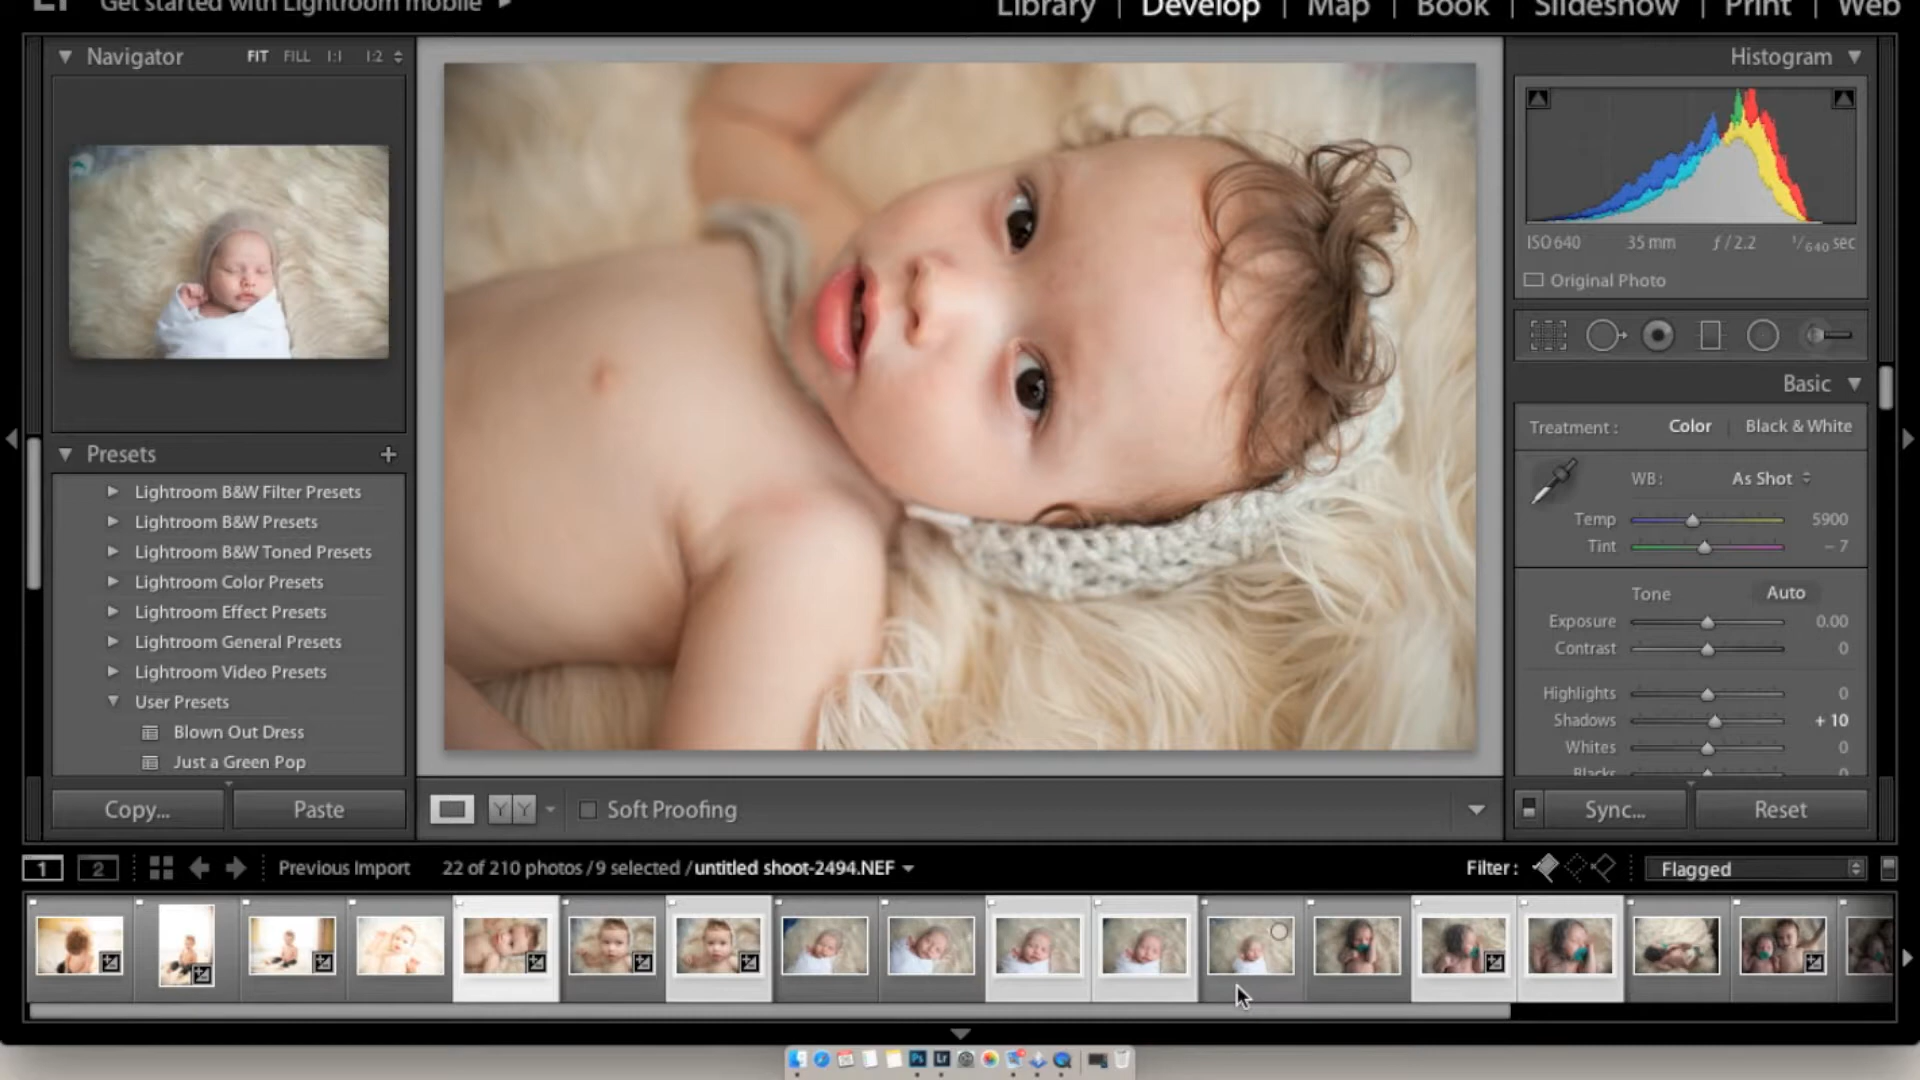 Get started with Lightroom mobile
Library | Develop | Map | Book | Slideshow | Print | Web
Navigator FIT FILL 1:1 1:2
Presets +
Lightroom B&W Filter Presets
Lightroom B&W Presets
Lightroom B&W Toned Presets
Lightroom Color Presets
Lightroom Effect Presets
Lightroom General Presets
Lightroom Video Presets
User Presets
Blown Out Dress
Just a Green Pop
Copy... Paste
YY Soft Proofing
Histogram
ISO 640 35 mm ƒ / 2.2 1/640 sec
Original Photo
Basic
Treatment : Color | Black & White
WB : As Shot
Temp 5900
Tint – 7
Tone Auto
Exposure 0.00
Contrast 0
Highlights 0
Shadows + 10
Whites 0
Blacks 0
Sync... Reset
1 2 Previous Import 22 of 210 photos / 9 selected / untitled shoot-2494.NEF Filter : Flagged
Ps Lr